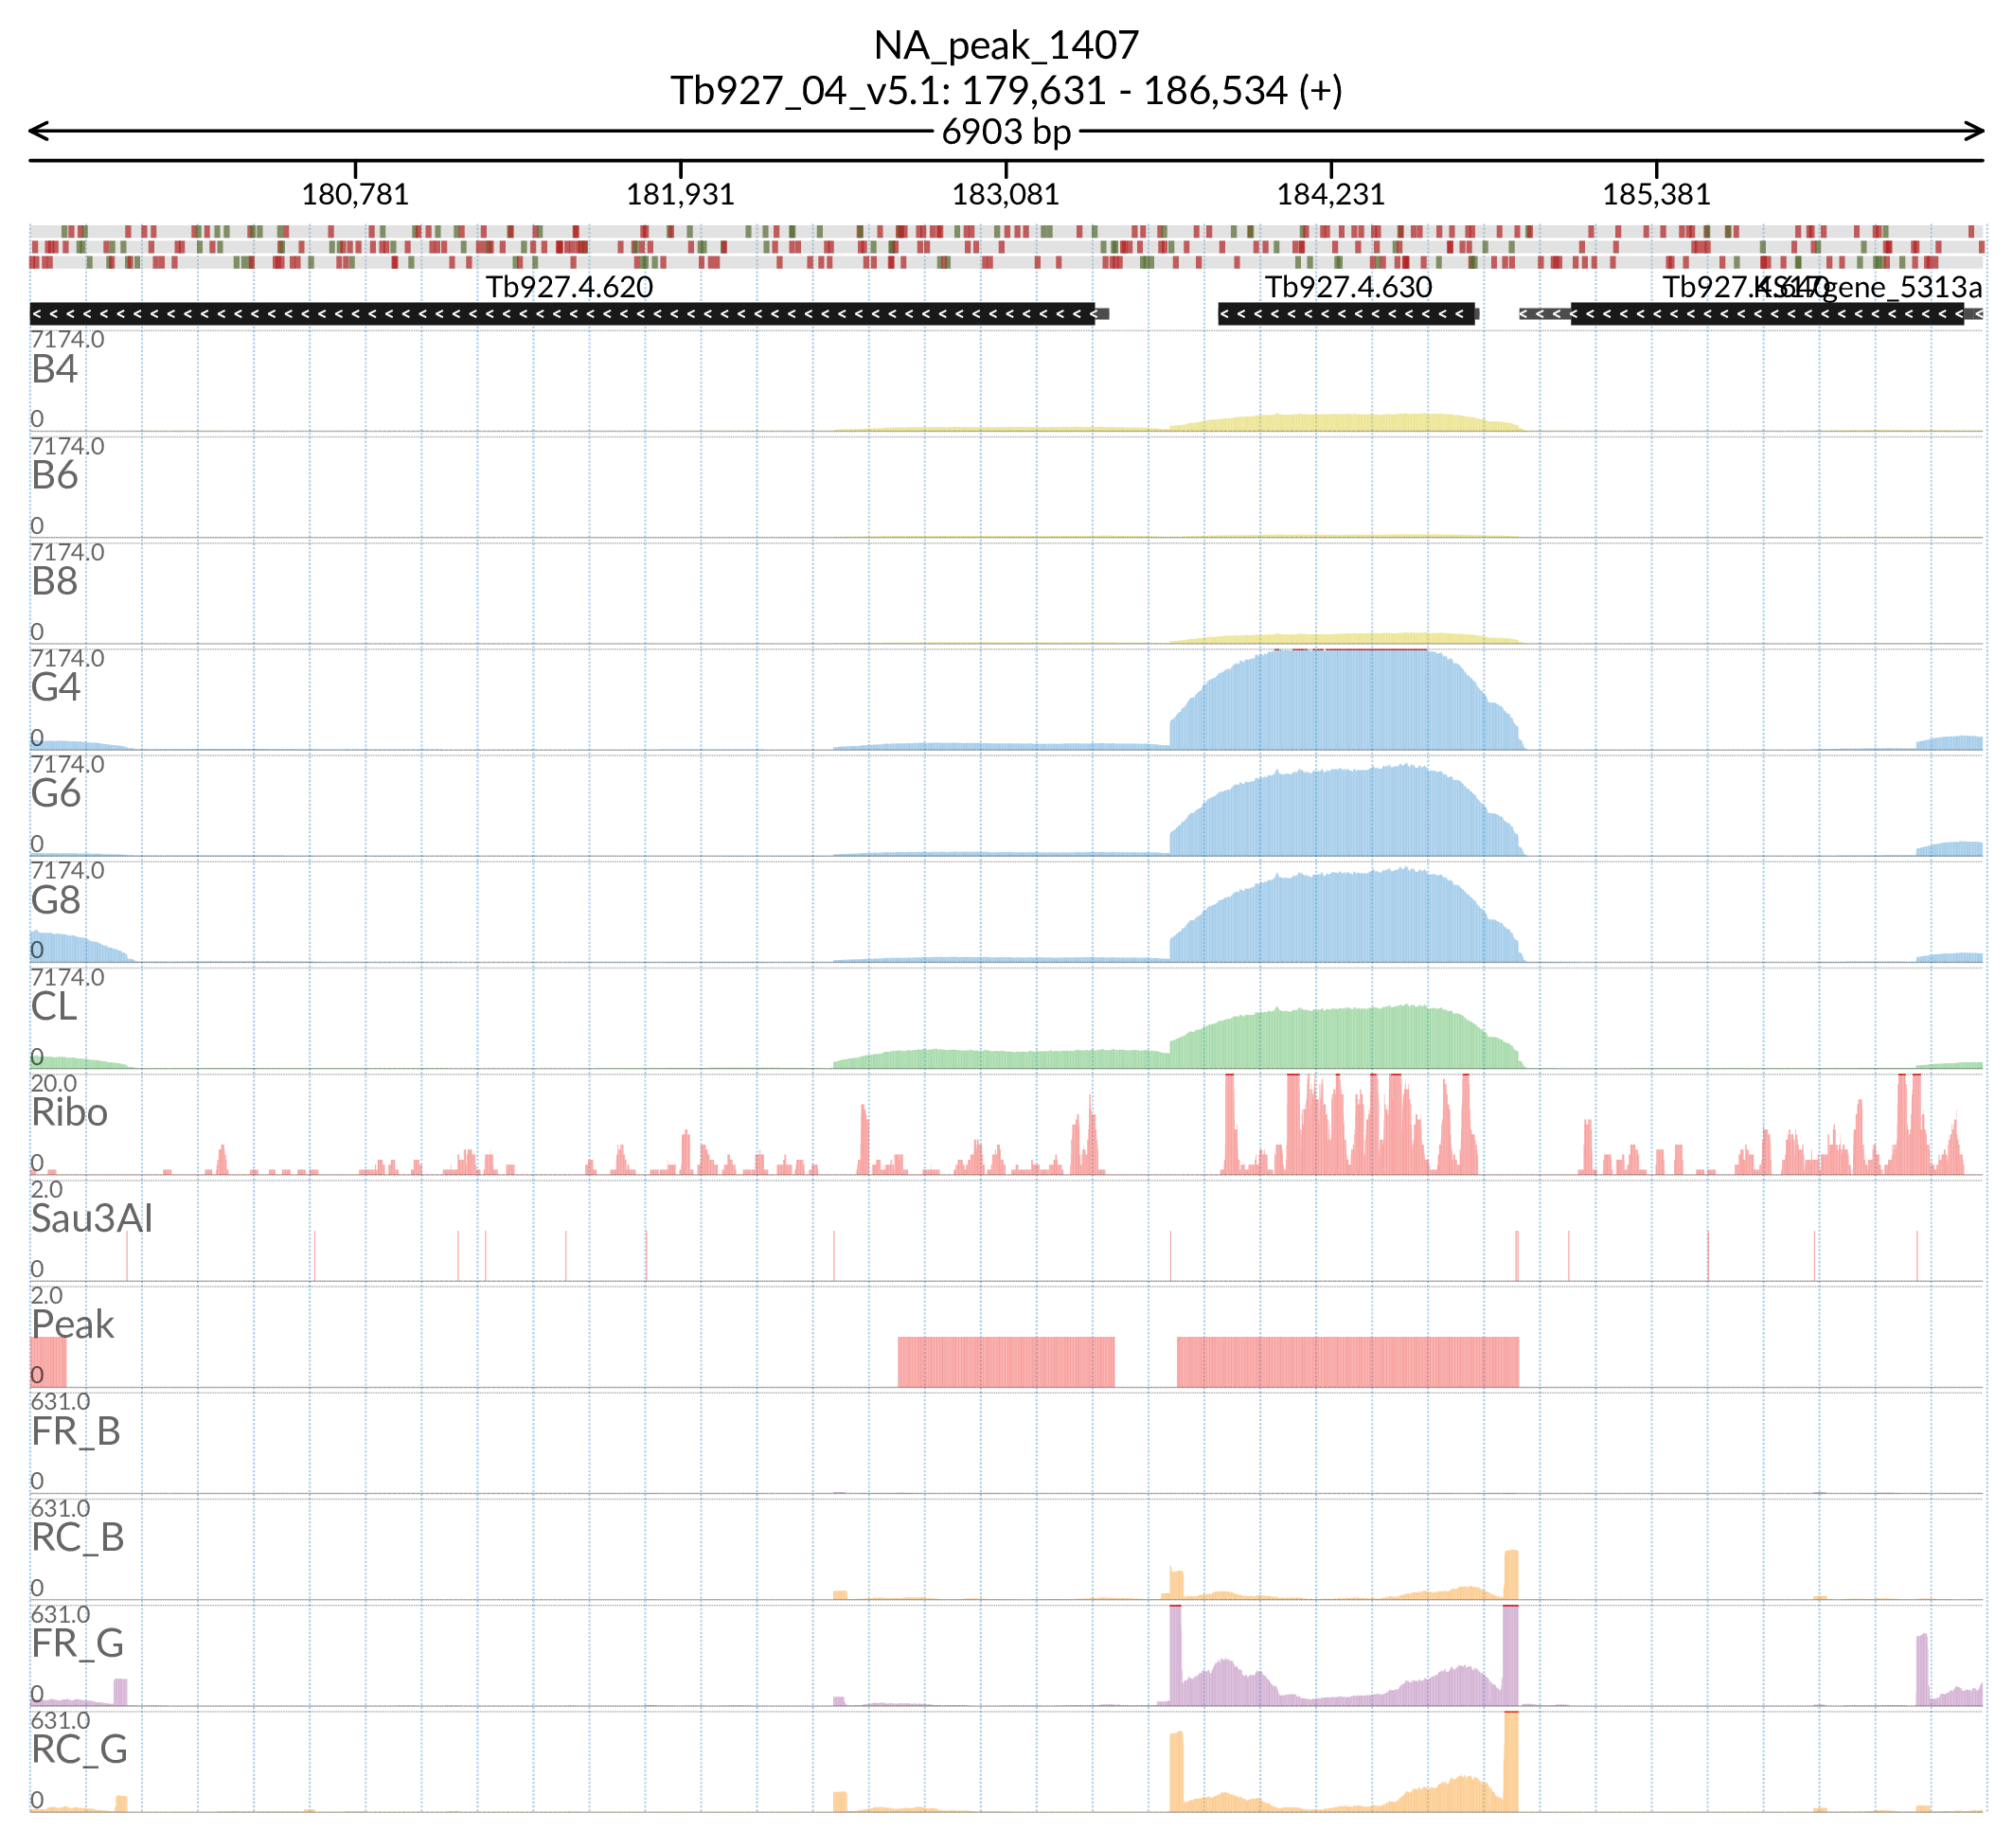 NA_peak_1407
Tb927_04_v5.1: 179,631 - 186,534 (+)
6903 bp
180,781 181,931 183,081 184,231 185,381
Tb927.4.620 Tb927.4.630 Tb927.4.640 KS17gene_5313a
7174.0
B4
0
7174.0
B6
0
7174.0
B8
0
7174.0
G4
0
7174.0
G6
0
7174.0
G8
0
7174.0
CL
0
20.0
Ribo
0
2.0
Sau3AI
0
2.0
Peak
0
631.0
FR_B
0
631.0
RC_B
0
631.0
FR_G
0
631.0
RC_G
0